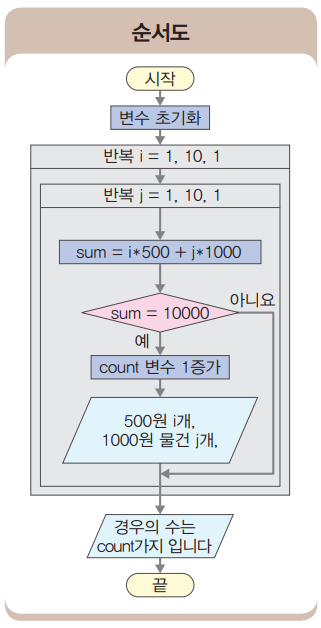 순서도
시작
변수 초기화
반복 i = 1, 10, 1
반복 j = 1, 10, 1
sum = i*500 + j*1000
sum = 10000
아니요
예
count 변수 1증가
500원 i개,
1000원 물건 j개,
경우의 수는
count가지 입니다
끝